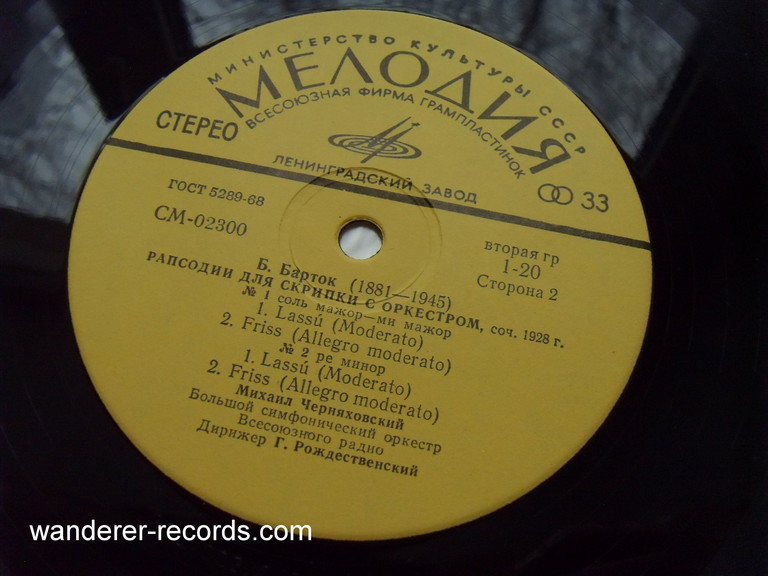 МИНИСТЕРСТВО КУЛЬТУРЫ СССР
МЕЛОДИЯ
ВСЕСОЮЗНАЯ ФИРМА ГРАМПЛАСТИНОК
СТЕРЕО
ЛЕНИНГРАДСКИЙ ЗАВОД
33
ГОСТ 5289-68
СМ-02300
вторая гр
1-20
Сторона 2
Б. Барток (1881—1945)
РАПСОДИИ ДЛЯ СКРИПКИ С ОРКЕСТРОМ, соч. 1928 г.
№ 1 соль мажор—ми мажор
1. Lassú (Moderato)
2. Friss (Allegro moderato)
№ 2 ре минор
1. Lassú (Moderato)
2. Friss (Allegro moderato)
Михаил Черняховский
Большой симфонический оркестр
Всесоюзного радио
Дирижер Г. Рождественский
wanderer-records.com